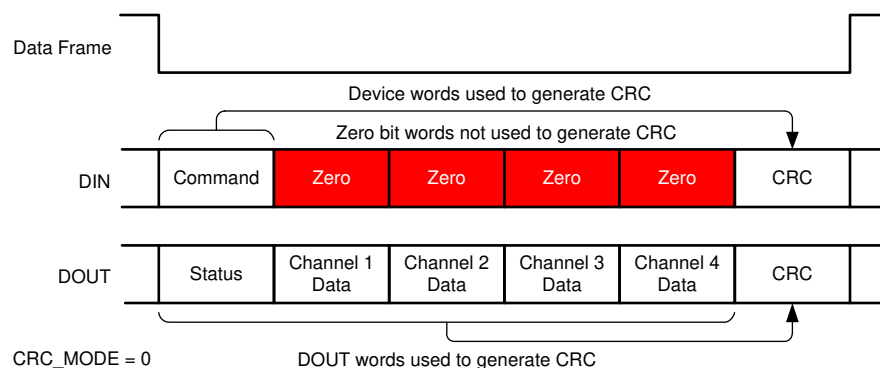 Data Frame
Device words used to generate CRC
Zero bit words not used to generate CRC
DIN
Command
Zero
Zero
Zero
Zero
CRC
DOUT
Status
Channel 1
Data
Channel 2
Data
Channel 3
Data
Channel 4
Data
CRC
CRC_MODE = 0
DOUT words used to generate CRC